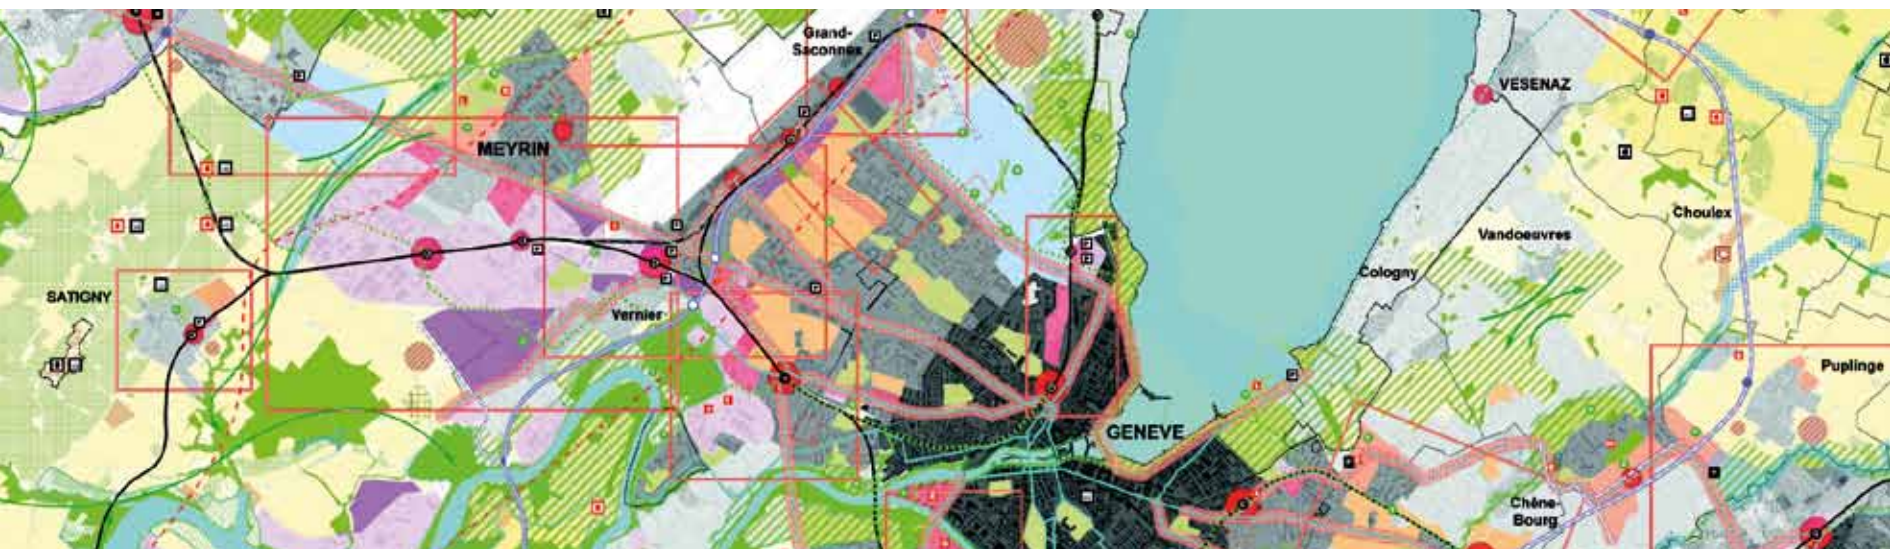 Grand-
Saconnex
VESENAZ
MEYRIN
Choulex
Vandoeuvres
Cologny
SATIGNY
Vernier
Puplinge
GENEVE
Chêne-
Bourg